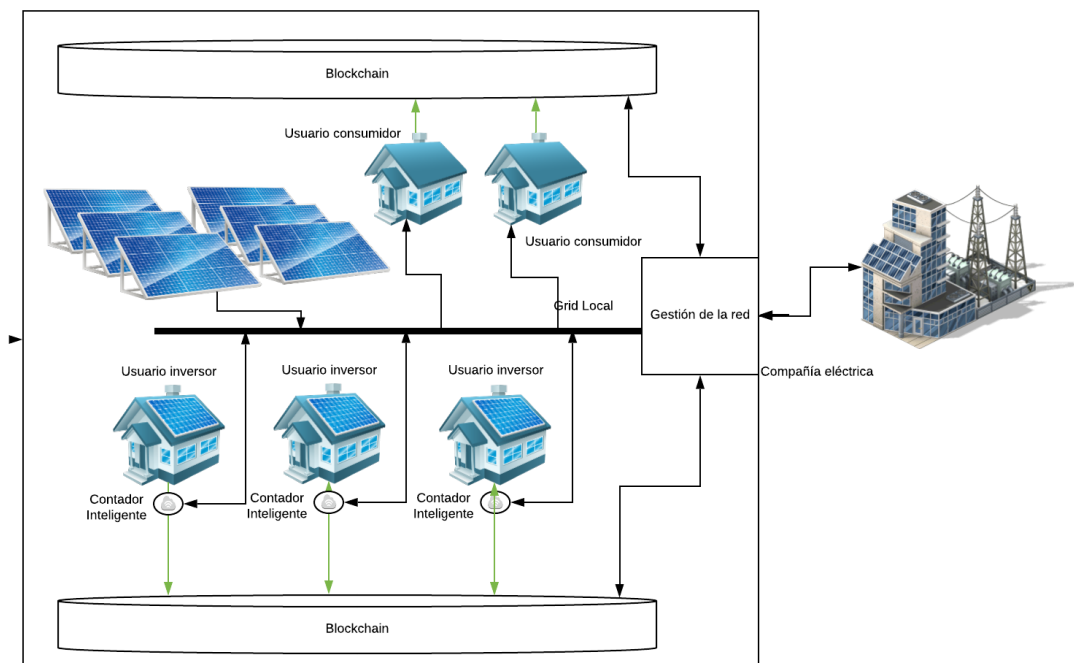 Blockchain
Usuario consumidor
Usuario consumidor
Grid Local
Gestión de la red
Compañía eléctrica
Usuario inversor
Usuario inversor
Usuario inversor
Contador
Inteligente
Contador
Inteligente
Contador
Inteligente
Blockchain